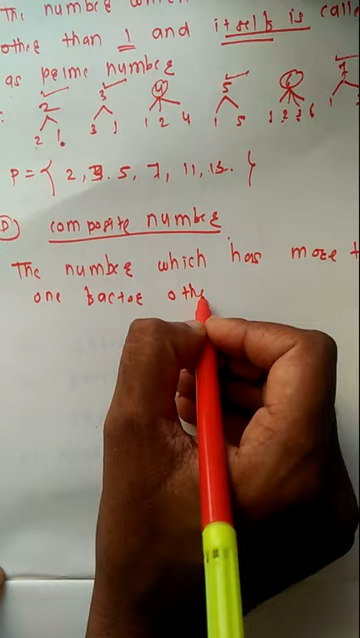 The number which
other than 1 and itself is calle
as prime number
2 3 4 5 6 7
2 1. 3 1 1 2 4 1 5 1 2 3 6 1
P = { 2, 3. 5, 7, 11, 13.. }
D) composite number
The number which has more t
one factor othe